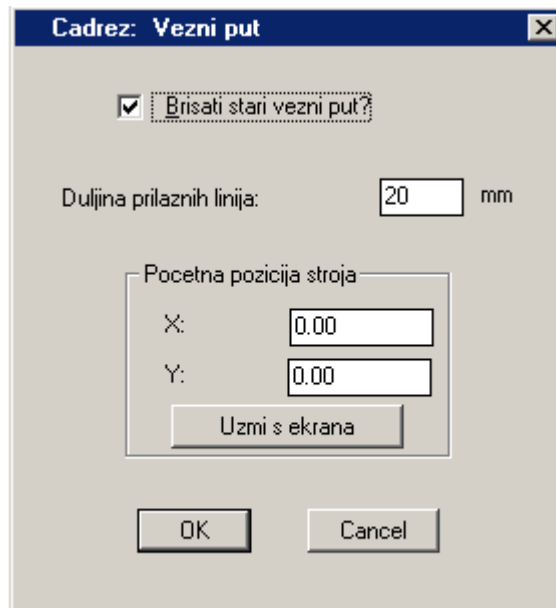 Cadrez: Vezni put
Brisati stari vezni put?
Duljina prilaznih linija: 20 mm
Pocetna pozicija stroja
X: 0.00
Y: 0.00
Uzmi s ekrana
OK Cancel